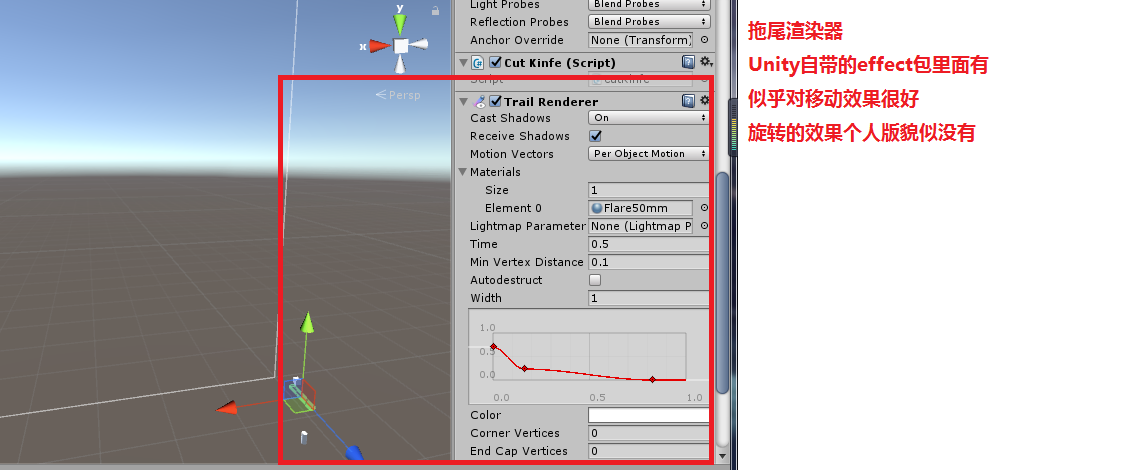 Light Probes Blend Probes
Reflection Probes Blend Probes
Anchor Override None (Transform)
Cut Kinfe (Script)
Script CutKinfe
Trail Renderer
Cast Shadows On
Receive Shadows
Motion Vectors Per Object Motion
Materials
Size 1
Element 0 Flare50mm
Lightmap Parameter None (Lightmap P
Time 0.5
Min Vertex Distance 0.1
Autodestruct
Width 1
1.0
0.5
0.0
0.0 0.5 1.0
Color
Corner Vertices 0
End Cap Vertices 0
y
x
Persp
拖尾渲染器
Unity自带的effect包里面有
似乎对移动效果很好
旋转的效果个人版貌似没有